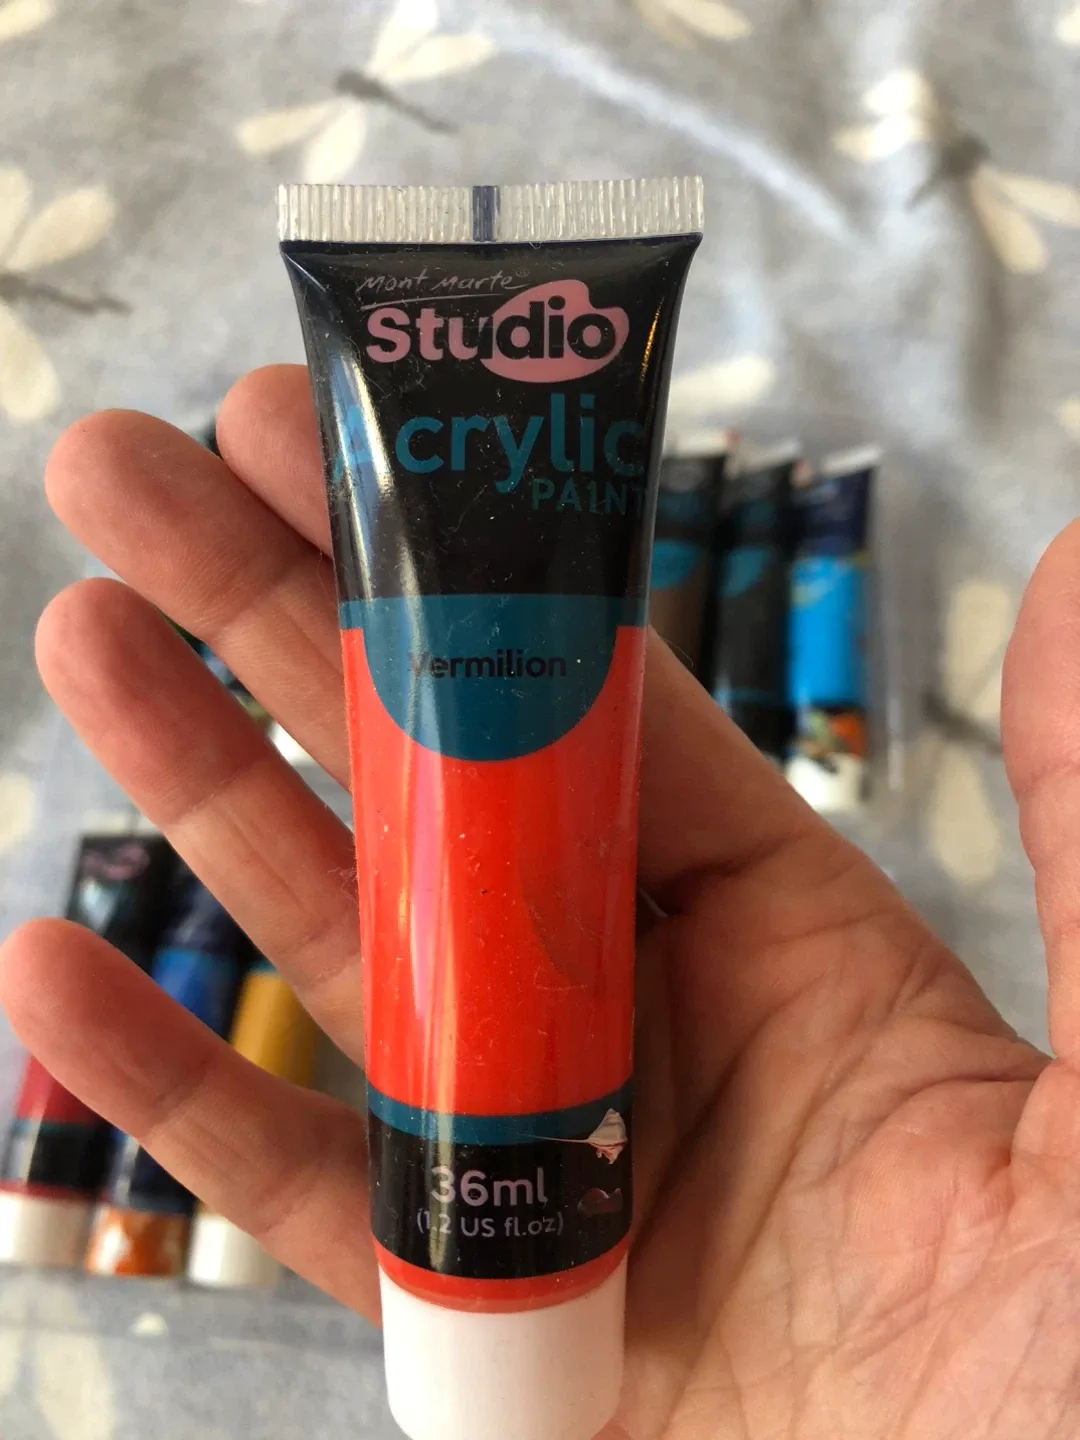 Mont Marte®
Studio
Acrylic
PAINT
Vermilion
36ml
(1.2 US fl.oz)